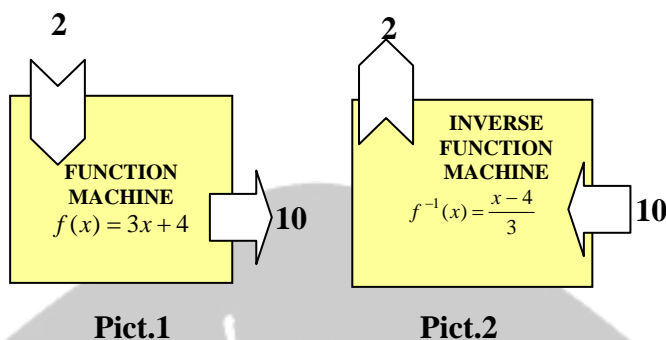 2
FUNCTION
MACHINE
f(x) = 3x + 4
10
Pict.1
2
INVERSE
FUNCTION
MACHINE
f⁻¹(x) = (x − 4)/3
10
Pict.2